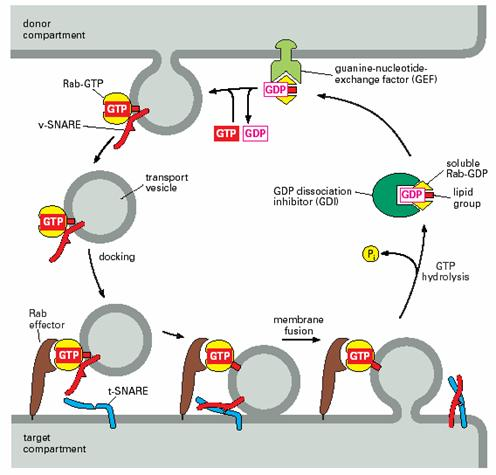 donor
compartment
guanine-nucleotide-
exchange factor (GEF)
Rab-GTP
GDP
GTP
v-SNARE
GTP
GDP
soluble
Rab-GDP
GDP dissociation
inhibitor (GDI)
GDP
lipid
group
transport
vesicle
GTP
docking
Pi
GTP
hydrolysis
Rab
effector
membrane
fusion
GTP
GTP
GTP
t-SNARE
target
compartment